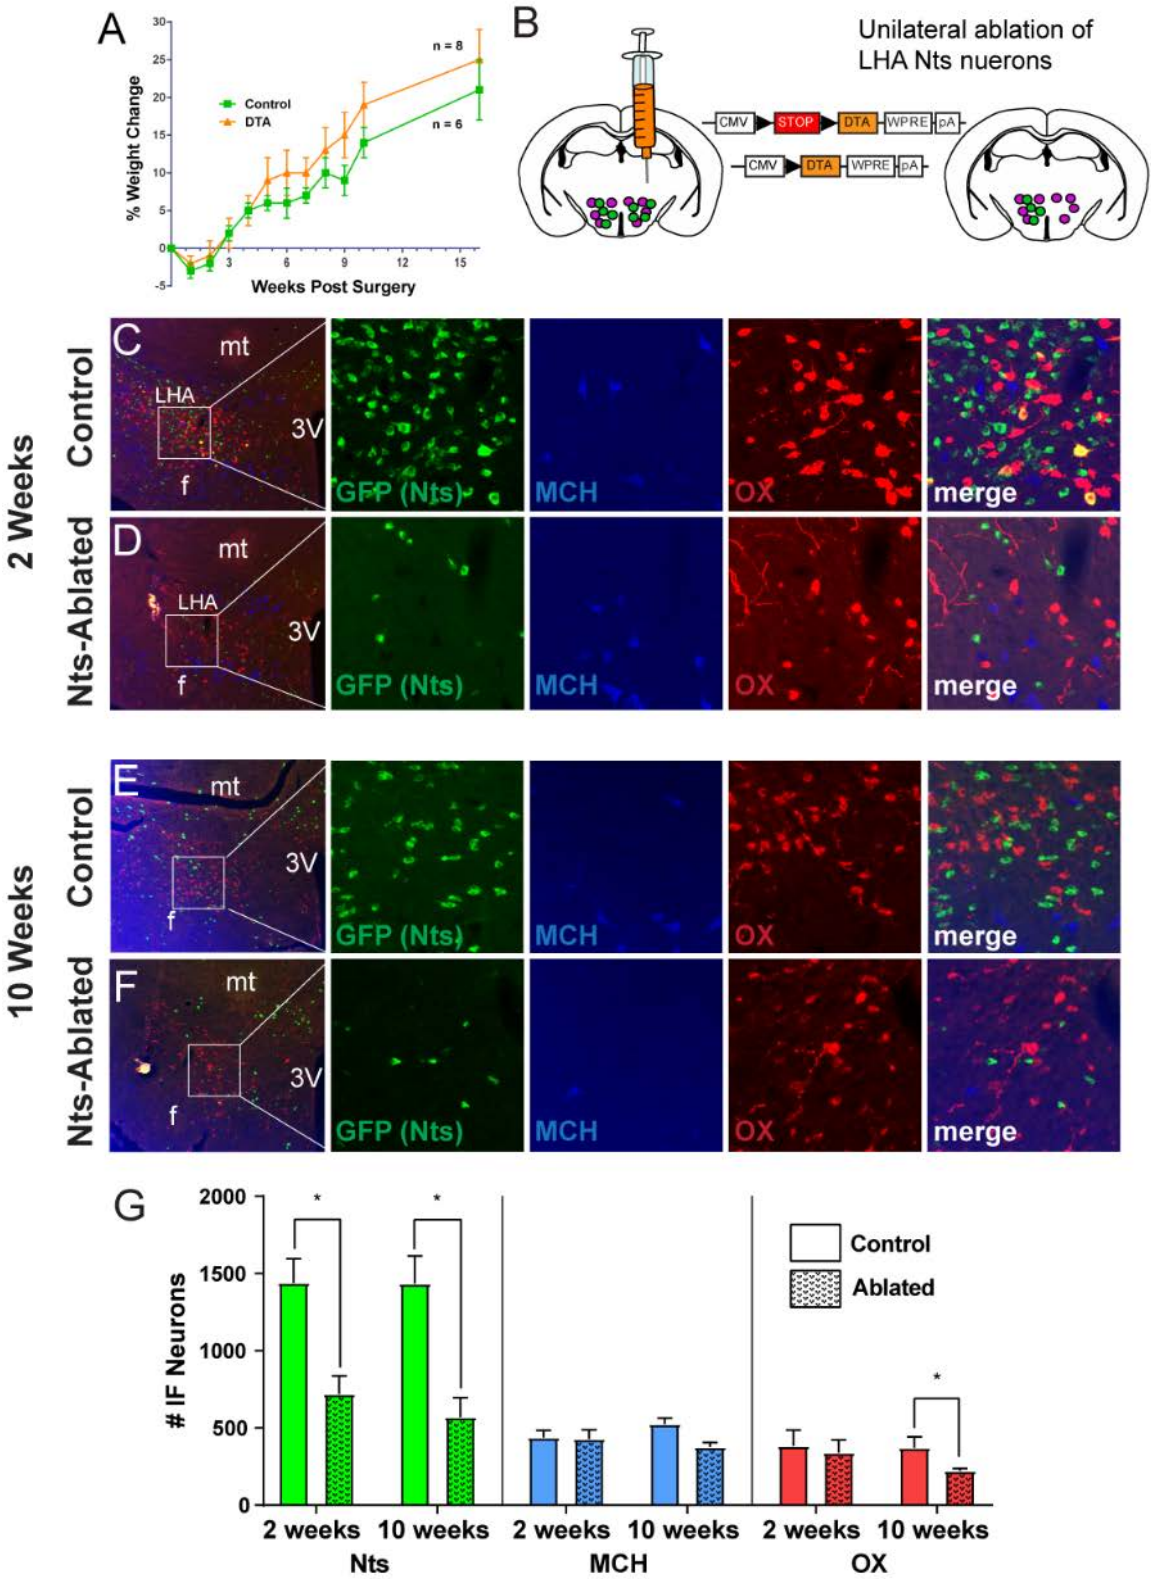 A
30
25
20
15
10
5
0
-5
% Weight Change
n = 8
n = 6
Control
DTA
3 6 9 12 15
Weeks Post Surgery
B
Unilateral ablation of
LHA Nts nuerons
CMV STOP DTA WPRE pA
CMV DTA WPRE pA
2 Weeks
Control
C
mt
LHA
3V
f
GFP (Nts)
MCH
OX
merge
Nts-Ablated
D
mt
LHA
3V
f
GFP (Nts)
MCH
OX
merge
10 Weeks
Control
E
mt
3V
f
GFP (Nts)
MCH
OX
merge
Nts-Ablated
F
mt
3V
f
GFP (Nts)
MCH
OX
merge
G
# IF Neurons
2000
1500
1000
500
0
* *
*
Control
Ablated
2 weeks 10 weeks 2 weeks 10 weeks 2 weeks 10 weeks
Nts MCH OX